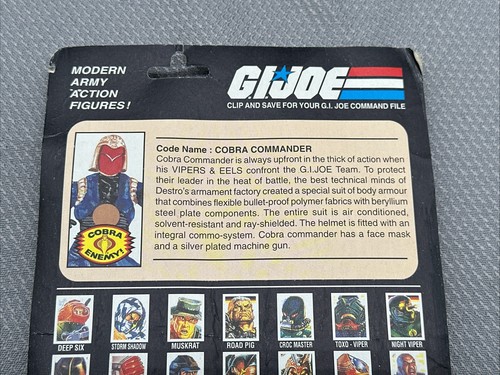 MODERN
ARMY
ACTION
FIGURES!
G.I.JOE
CLIP AND SAVE FOR YOUR G.I. JOE COMMAND FILE
Code Name : COBRA COMMANDER
Cobra Commander is always upfront in the thick of action when
his VIPERS & EELS confront the G.I.JOE Team. To protect
their leader in the heat of battle, the best technical minds of
Destro's armament factory created a special suit of body armour
that combines flexible bullet-proof polymer fabrics with beryllium
steel plate components. The entire suit is air conditioned,
solvent-resistant and ray-shielded. The helmet is fitted with an
integral commo-system. Cobra commander has a face mask
and a silver plated machine gun.
COBRA
ENEMY!
DEEP SIX
STORM SHADOW
MUSKRAT
ROAD PIG
CROC MASTER
TOXO - VIPER
NIGHT VIPER